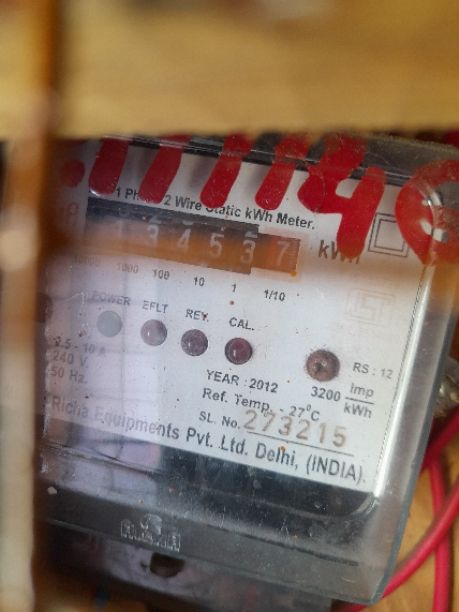 1 Ph 2 Wire Static kWh Meter.
1 3 4 5 3 7 kWh
10000 1000 100 10 1 1/10
POWER EFLT REV. CAL.
2.5 - 10 A
240 V.
50 Hz.
RS : 12
YEAR : 2012
3200 Imp/kWh
Ref. Temp. - 27°C
SL. No. 273215
Richa Equipments Pvt. Ltd. Delhi, (INDIA).